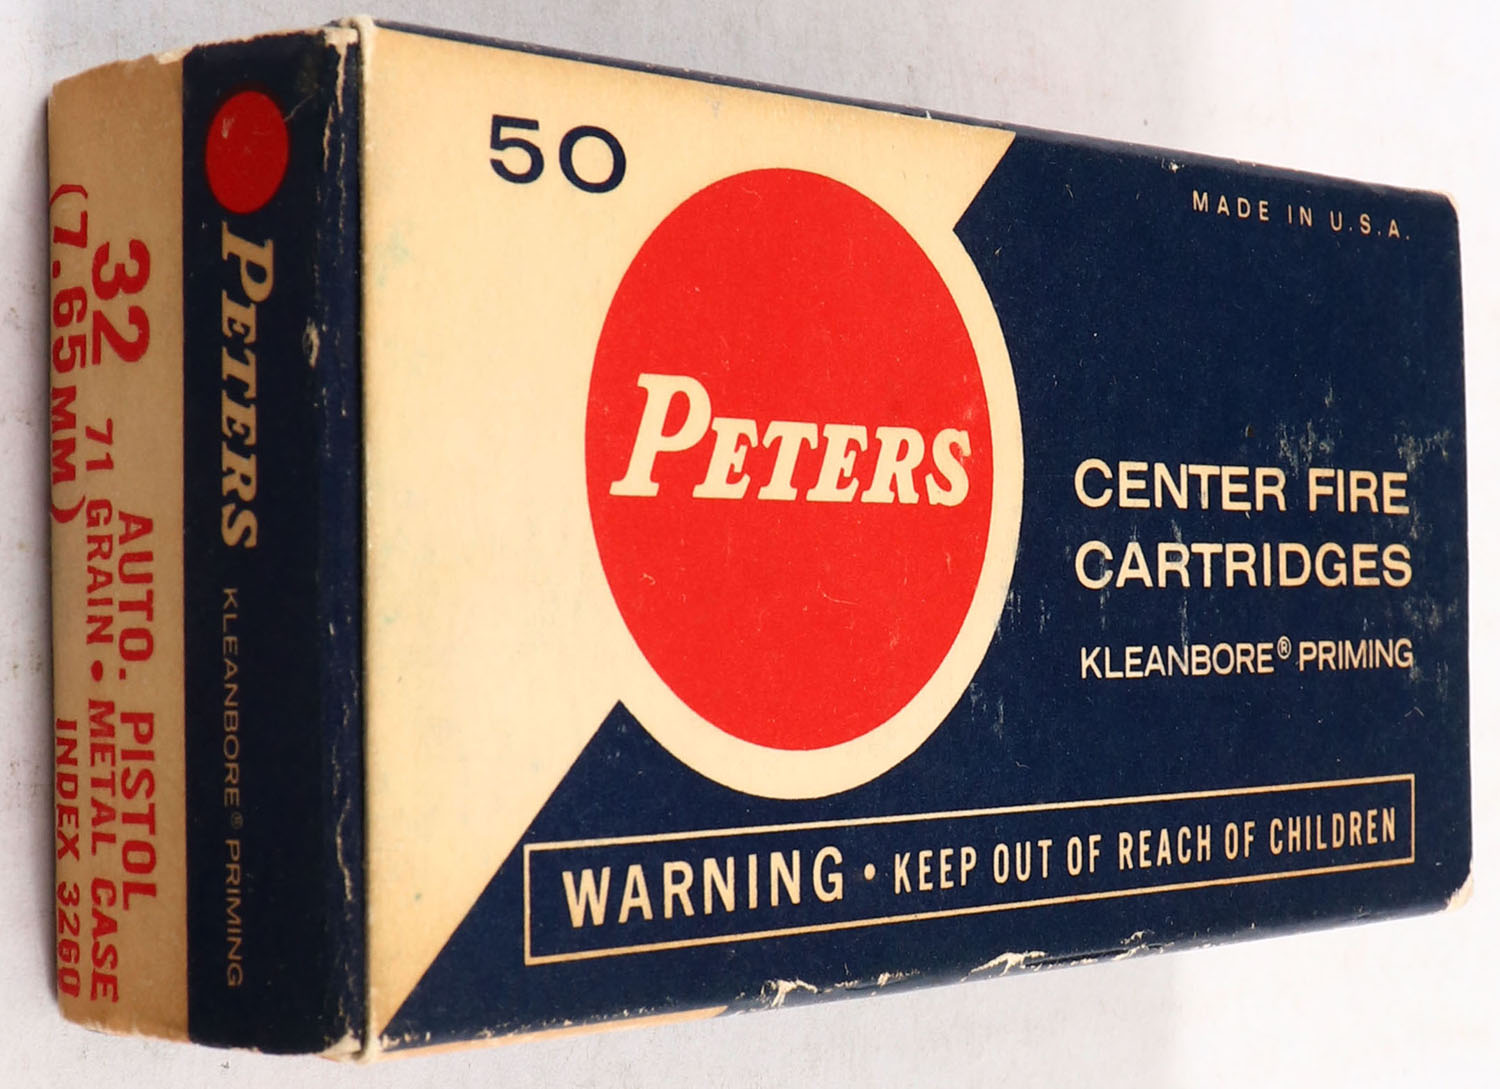 50
MADE IN U.S.A.
PETERS
CENTER FIRE
CARTRIDGES
KLEANBORE® PRIMING
WARNING • KEEP OUT OF REACH OF CHILDREN
PETERS KLEANBORE® PRIMING
32 AUTO. PISTOL
(7.65MM) 71 GRAIN • METAL CASE
INDEX 3260